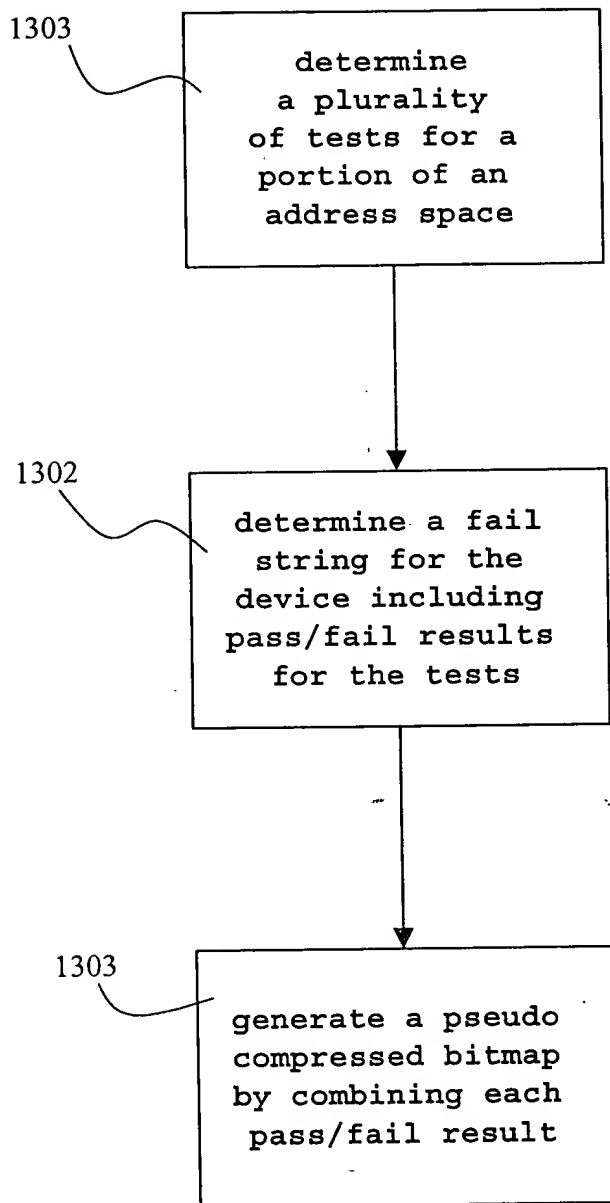 1303
determine
a plurality
of tests for a
portion of an
address space
1302
determine a fail
string for the
device including
pass/fail results
for the tests
1303
generate a pseudo
compressed bitmap
by combining each
pass/fail result